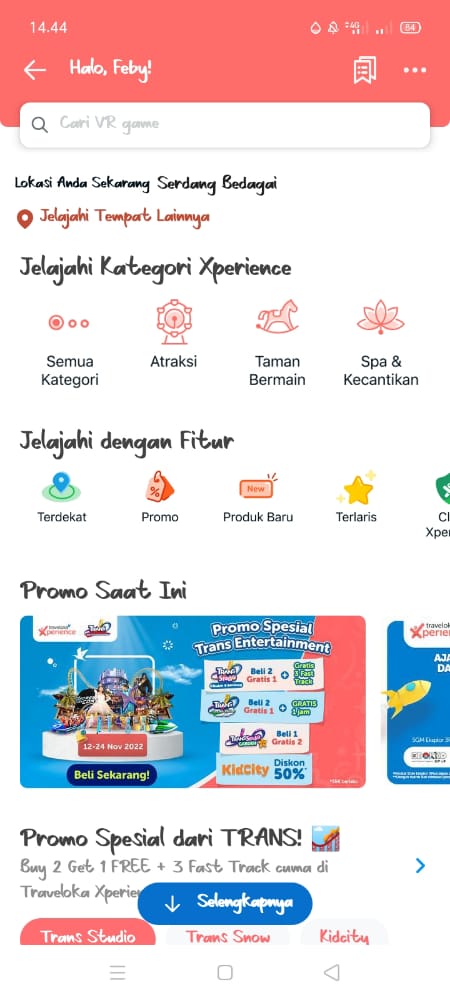 14.44
4G
84
Halo, Feby!
Cari VR game
Lokasi Anda Sekarang Serdang Bedagai
Jelajahi Tempat Lainnya
Jelajahi Kategori Xperience
Semua Kategori
Atraksi
Taman Bermain
Spa & Kecantikan
Jelajahi dengan Fitur
Terdekat
Promo
New
Produk Baru
Terlaris
Promo Saat Ini
traveloka
Xperience
Promo Spesial
Trans Entertainment
Beli 2
Gratis 1
+
Gratis
3 Fast
Track
Beli 2
Gratis 1
+
GRATIS
1 jam
Beli 1
Gratis 2
KidCity
Diskon
50%*
12-24 Nov 2022
Beli Sekarang!
Promo Spesial dari TRANS!
Buy 2 Get 1 FREE + 3 Fast Track cuma di
Traveloka
Selengkapnya
Trans Studio
Trans Snow
Kidcity